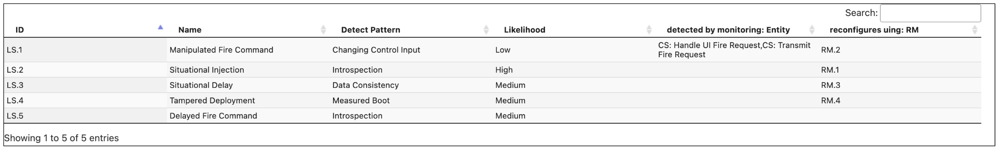 Search:
ID Name Detect Pattern Likelihood detected by monitoring: Entity reconfigures uing: RM
LS.1 Manipulated Fire Command Changing Control Input Low CS: Handle UI Fire Request,CS: Transmit Fire Request RM.2
LS.2 Situational Injection Introspection High RM.1
LS.3 Situational Delay Data Consistency Medium RM.3
LS.4 Tampered Deployment Measured Boot Medium RM.4
LS.5 Delayed Fire Command Introspection Medium
Showing 1 to 5 of 5 entries